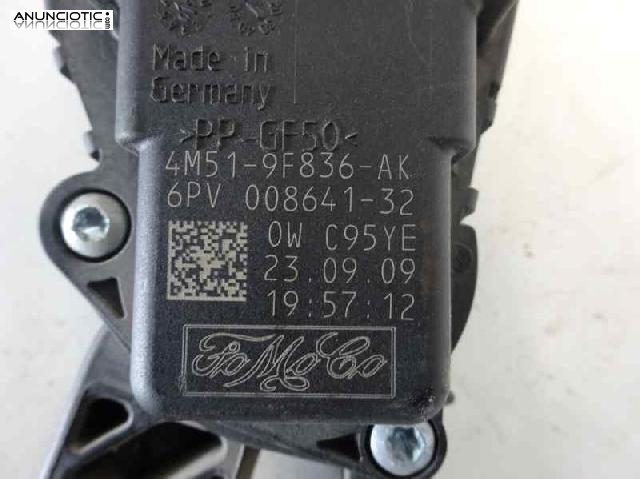 ANUNCIOTIC.com
Made in
Germany
>PP-GF50<
4M51-9F836-AK
6PV 008641-32
0W C95YE
23.09.09
19:57:12
FoMoCo